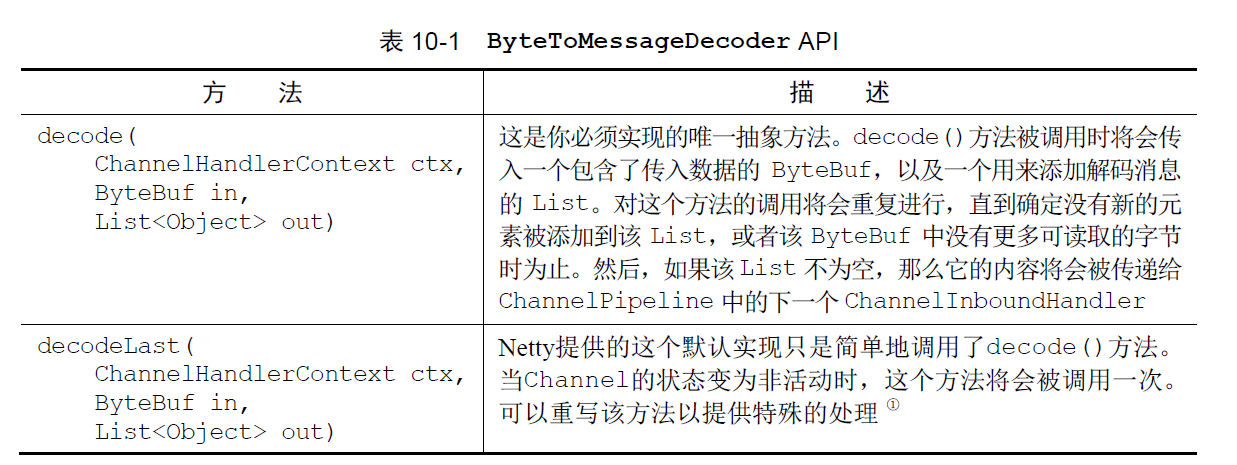 表 10-1 ByteToMessageDecoder API
方 法
描 述
decode(
ChannelHandlerContext ctx,
ByteBuf in,
List<Object> out)
这是你必须实现的唯一抽象方法。decode()方法被调用时将会传
入一个包含了传入数据的 ByteBuf，以及一个用来添加解码消息
的 List。对这个方法的调用将会重复进行，直到确定没有新的元
素被添加到该 List，或者该 ByteBuf 中没有更多可读取的字节
时为止。然后，如果该 List 不为空，那么它的内容将会被传递给
ChannelPipeline 中的下一个 ChannelInboundHandler
decodeLast(
ChannelHandlerContext ctx,
ByteBuf in,
List<Object> out)
Netty提供的这个默认实现只是简单地调用了decode()方法。
当Channel的状态变为非活动时，这个方法将会被调用一次。
可以重写该方法以提供特殊的处理 ①